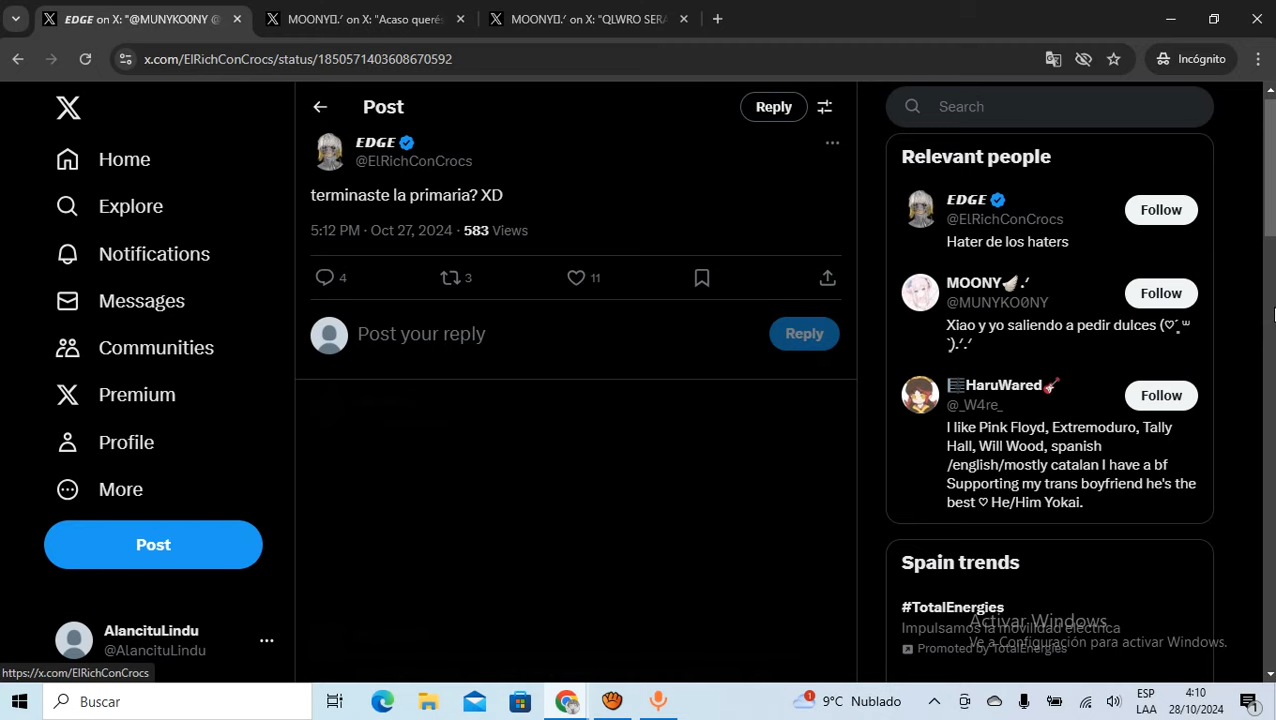 EDGE on X: "@MUNYKO0NY @
MOONY▯.ᐟ on X: "Acaso querés
MOONY▯.ᐟ on X: "QLWRO SERA
x.com/ElRichConCrocs/status/1850571403608670592
Incógnito
Home
Explore
Notifications
Messages
Communities
Premium
Profile
More
Post
AlancituLindu
@AlancituLindu
https://x.com/ElRichConCrocs
Post
Reply
EDGE
@ElRichConCrocs
terminaste la primaria? XD
5:12 PM · Oct 27, 2024 · 583 Views
4
3
11
Post your reply
Reply
Search
Relevant people
EDGE
@ElRichConCrocs
Follow
Hater de los haters
MOONY🪽.ᐟ
@MUNYKO0NY
Follow
Xiao y yo saliendo a pedir dulces
HaruWared🎸
@_W4re_
Follow
I like Pink Floyd, Extremoduro, Tally
Hall, Will Wood, spanish
/english/mostly catalan I have a bf
Supporting my trans boyfriend he's the
best ♡ He/Him Yokai.
Spain trends
#TotalEnergies
Impulsamos la movilidad eléctrica
Promoted by TotalEnergies
Activar Windows
Ve a Configuración para activar Windows.
Buscar
1
9°C Nublado
ESP
LAA
4:10
28/10/2024
1